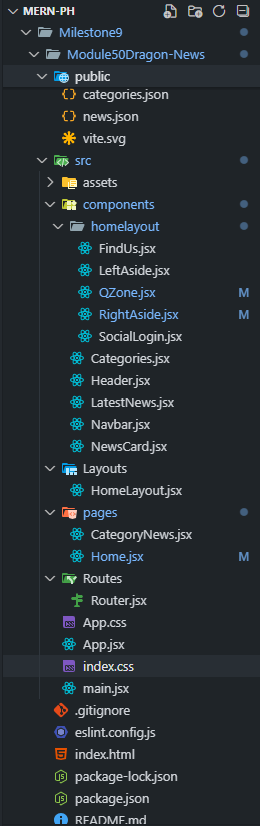 MERN-PH
Milestone9
Module50Dragon-News
public
categories.json
news.json
vite.svg
src
assets
components
homelayout
FindUs.jsx
LeftAside.jsx
QZone.jsx M
RightAside.jsx M
SocialLogin.jsx
Categories.jsx
Header.jsx
LatestNews.jsx
Navbar.jsx
NewsCard.jsx
Layouts
HomeLayout.jsx
pages
CategoryNews.jsx
Home.jsx M
Routes
Router.jsx
App.css
App.jsx
index.css
main.jsx
.gitignore
eslint.config.js
index.html
package-lock.json
package.json
README.md